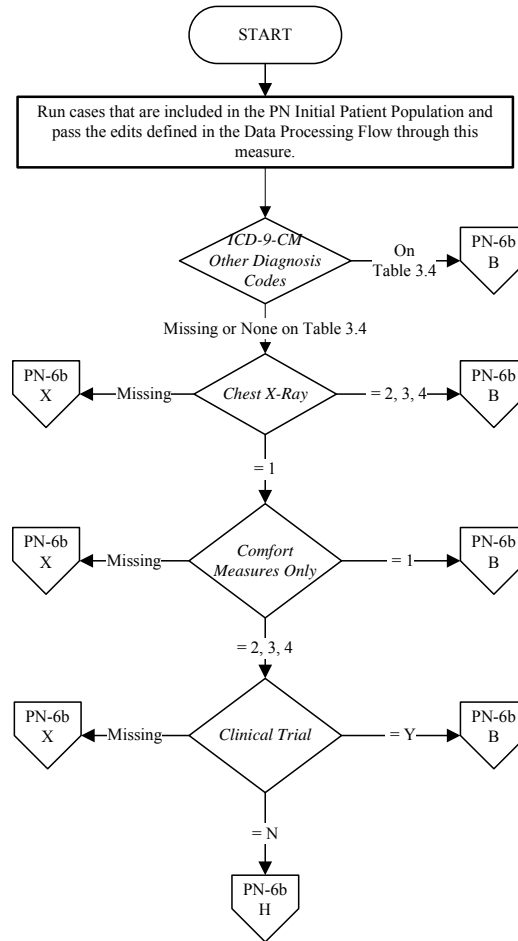 START
Run cases that are included in the PN Initial Patient Population and
pass the edits defined in the Data Processing Flow through this
measure.
ICD-9-CM
Other Diagnosis
Codes
On
Table 3.4
PN-6b
B
Missing or None on Table 3.4
PN-6b
X
Missing
Chest X-Ray
= 2, 3, 4
PN-6b
B
= 1
PN-6b
X
Missing
Comfort
Measures Only
= 1
PN-6b
B
= 2, 3, 4
PN-6b
X
Missing
Clinical Trial
= Y
PN-6b
B
= N
PN-6b
H